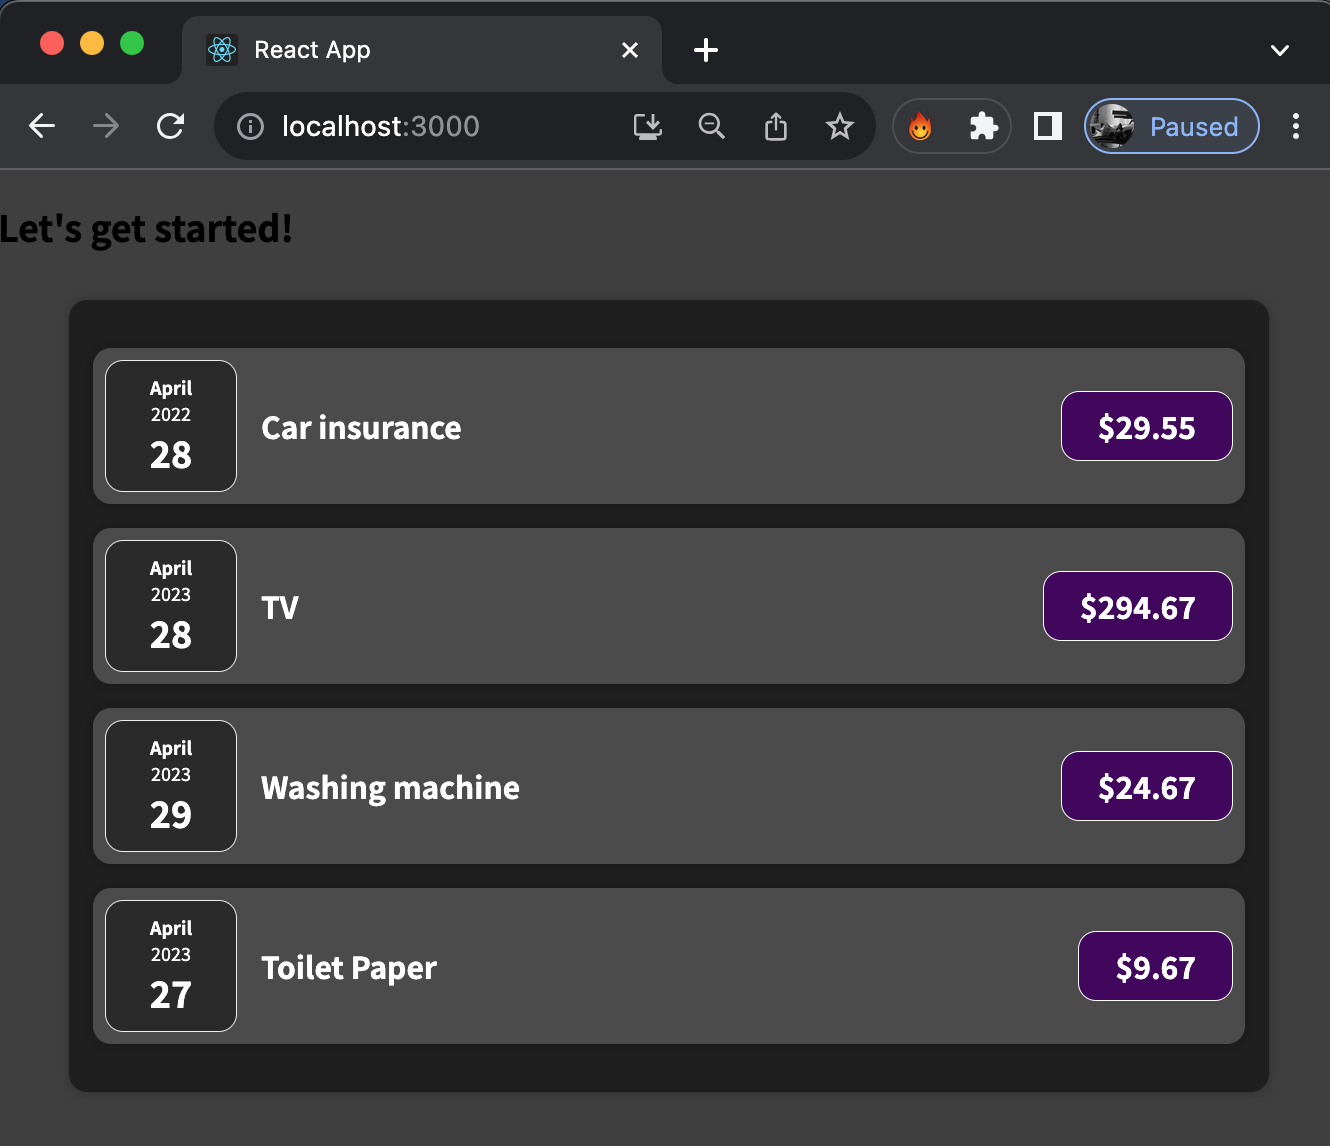 React App
localhost:3000
Paused
Let's get started!
April
2022
28
Car insurance
$29.55
April
2023
28
TV
$294.67
April
2023
29
Washing machine
$24.67
April
2023
27
Toilet Paper
$9.67